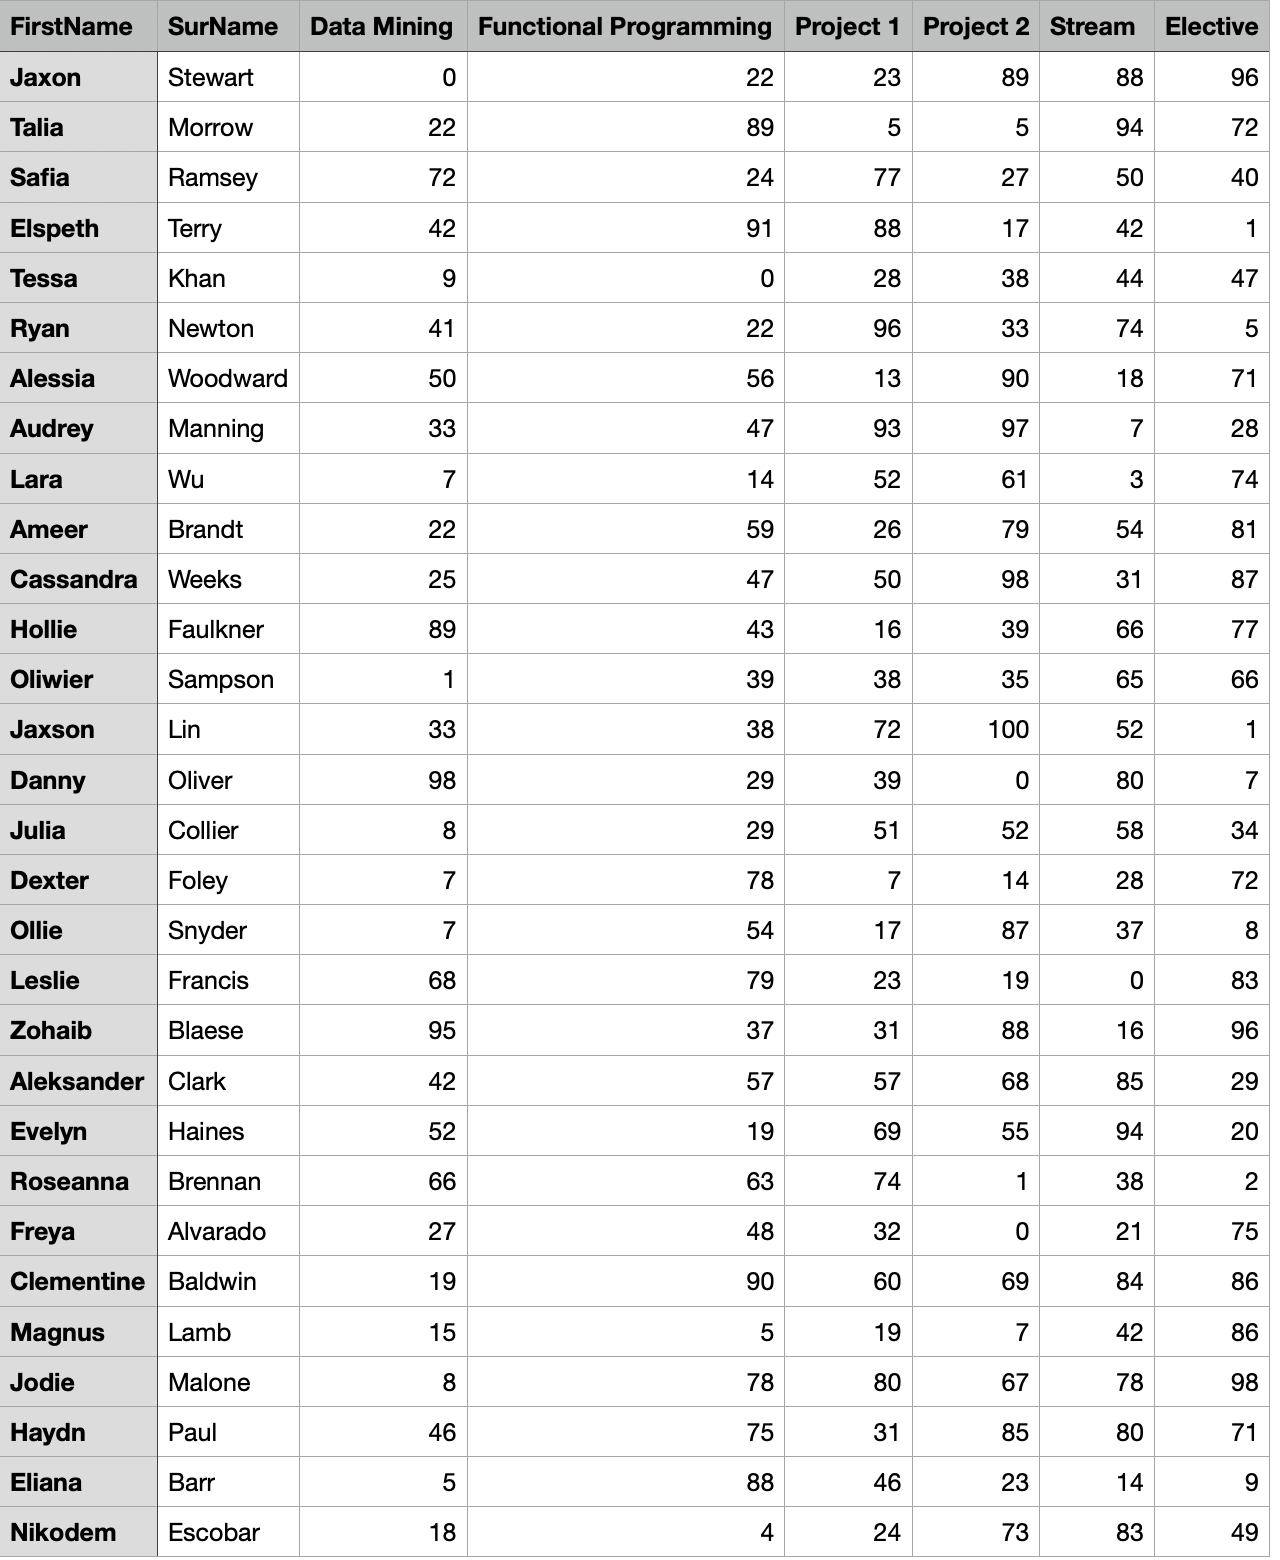 FirstName SurName Data Mining Functional Programming Project 1 Project 2 Stream Elective
Jaxon Stewart 0 22 23 89 88 96
Talia Morrow 22 89 5 5 94 72
Safia Ramsey 72 24 77 27 50 40
Elspeth Terry 42 91 88 17 42 1
Tessa Khan 9 0 28 38 44 47
Ryan Newton 41 22 96 33 74 5
Alessia Woodward 50 56 13 90 18 71
Audrey Manning 33 47 93 97 7 28
Lara Wu 7 14 52 61 3 74
Ameer Brandt 22 59 26 79 54 81
Cassandra Weeks 25 47 50 98 31 87
Hollie Faulkner 89 43 16 39 66 77
Oliwier Sampson 1 39 38 35 65 66
Jaxson Lin 33 38 72 100 52 1
Danny Oliver 98 29 39 0 80 7
Julia Collier 8 29 51 52 58 34
Dexter Foley 7 78 7 14 28 72
Ollie Snyder 7 54 17 87 37 8
Leslie Francis 68 79 23 19 0 83
Zohaib Blaese 95 37 31 88 16 96
Aleksander Clark 42 57 57 68 85 29
Evelyn Haines 52 19 69 55 94 20
Roseanna Brennan 66 63 74 1 38 2
Freya Alvarado 27 48 32 0 21 75
Clementine Baldwin 19 90 60 69 84 86
Magnus Lamb 15 5 19 7 42 86
Jodie Malone 8 78 80 67 78 98
Haydn Paul 46 75 31 85 80 71
Eliana Barr 5 88 46 23 14 9
Nikodem Escobar 18 4 24 73 83 49